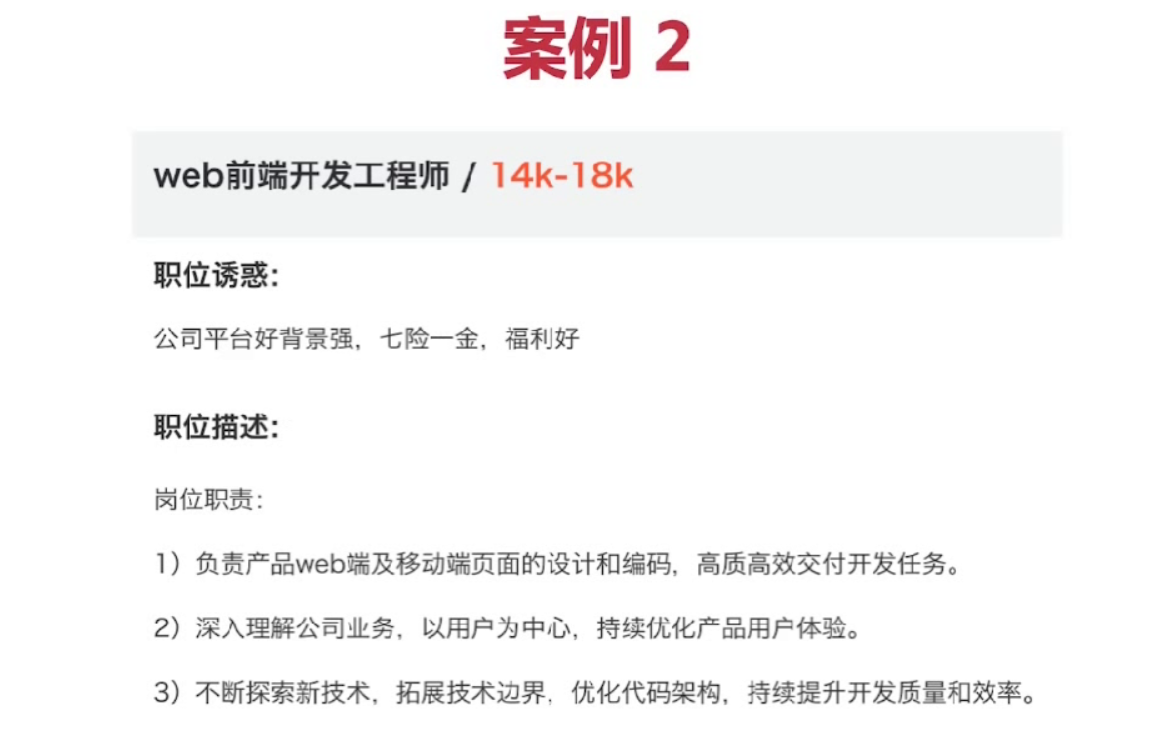 案例 2
web前端开发工程师 / 14k-18k
职位诱惑：
公司平台好背景强，七险一金，福利好
职位描述：
岗位职责：
1）负责产品web端及移动端页面的设计和编码，高质高效交付开发任务。
2）深入理解公司业务，以用户为中心，持续优化产品用户体验。
3）不断探索新技术，拓展技术边界，优化代码架构，持续提升开发质量和效率。